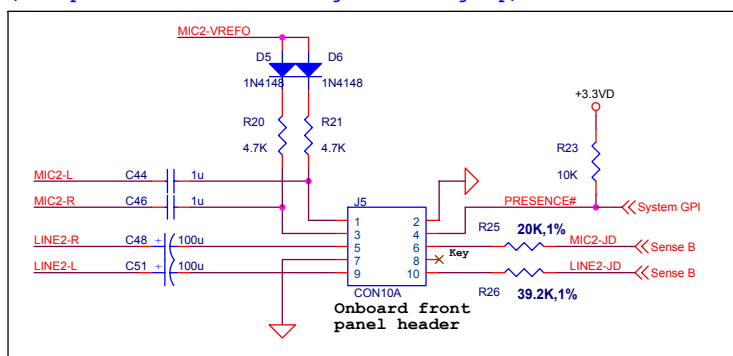 MIC2-VREFO
D5 D6
1N4148 1N4148
+3.3VD
R20 R21
4.7K 4.7K
R23
10K
MIC2-L C44 1u
MIC2-R C46 1u
J5
PRESENCE# System GPI
1 2
3 4
R25 20K,1%
LINE2-R C48 + 100u
5 6 MIC2-JD Sense B
7 8 Key
LINE2-L C51 + 100u
9 10 LINE2-JD Sense B
CON10A
R26 39.2K,1%
Onboard front
panel header